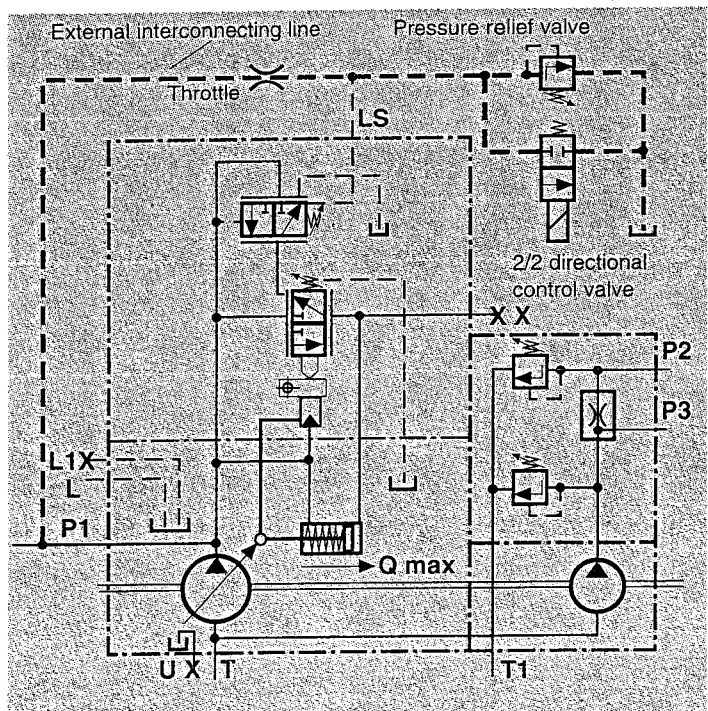 External interconnecting line
Pressure relief valve
Throttle
LS
2/2 directional
control valve
X X
P2
P3
L1X
L
P1
Q max
U X T
T1